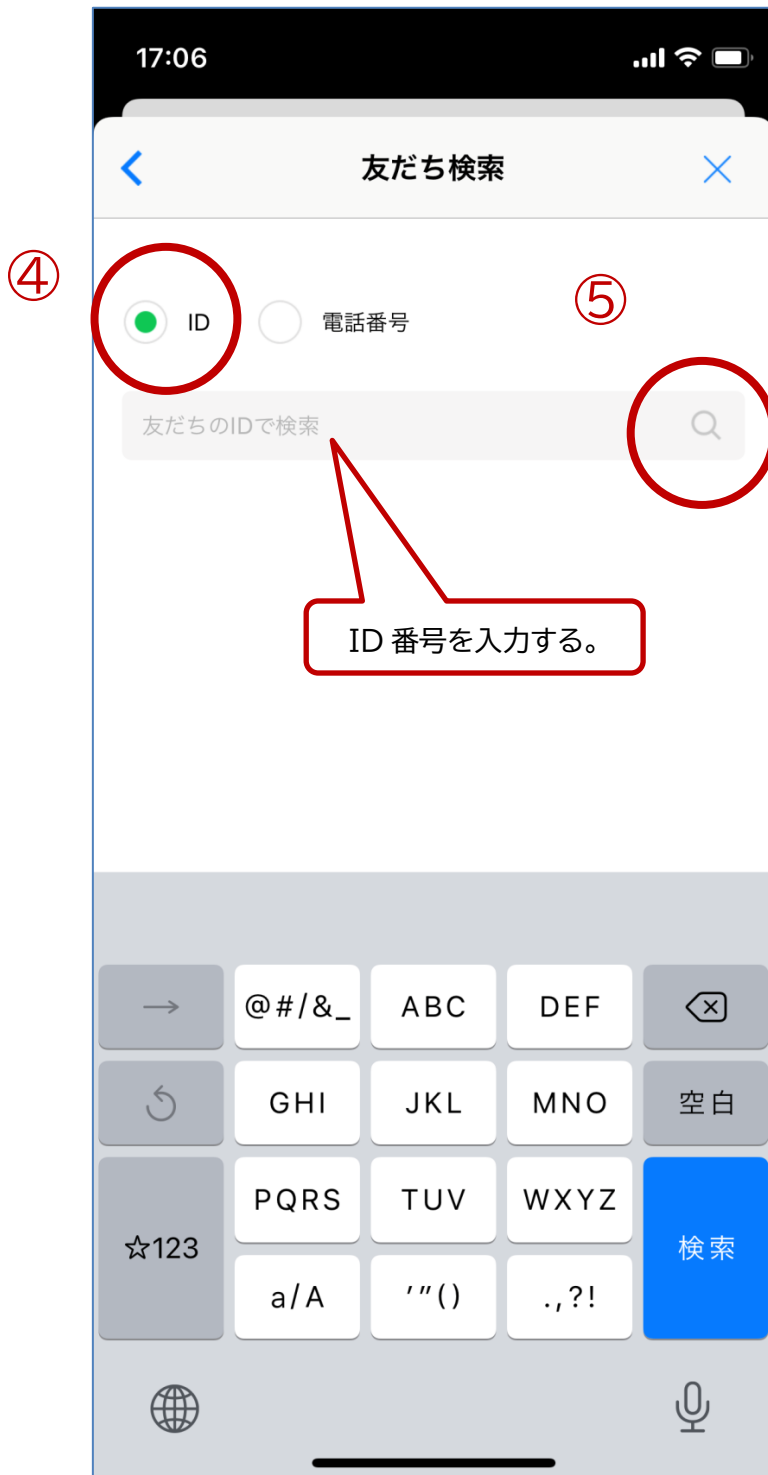 17:06
友だち検索
④
ID
電話番号
⑤
友だちのIDで検索
ID 番号を入力する。
→ @#/&_ ABC DEF
GHI JKL MNO 空白
PQRS TUV WXYZ
☆123 検索
a/A '"() .,?!